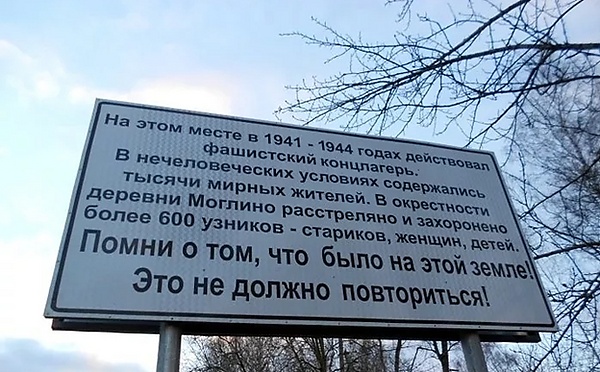 На этом месте в 1941 - 1944 годах действовал
фашистский концлагерь.
В нечеловеческих условиях содержались
тысячи мирных жителей. В окрестности
деревни Моглино расстреляно и захоронено
более 600 узников - стариков, женщин, детей.
Помни о том, что было на этой земле!
Это не должно повториться!